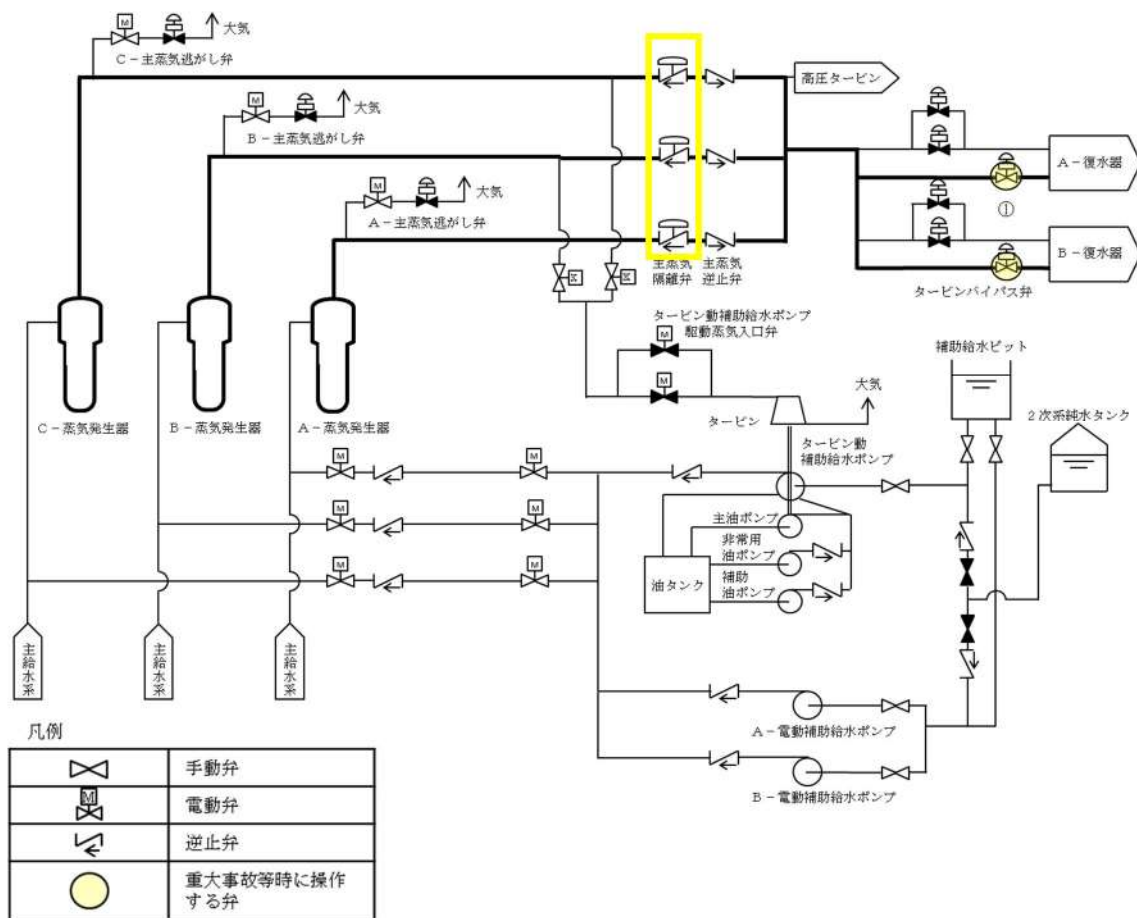 M
大気
C－主蒸気逃がし弁
M
大気
B－主蒸気逃がし弁
M
大気
A－主蒸気逃がし弁
高圧タービン
A－復水器
①
B－復水器
タービンバイパス弁
主蒸気
隔離弁
主蒸気
逆止弁
タービン動補助給水ポンプ
駆動蒸気入口弁
M
M
大気
タービン
補助給水ピット
2次系純水タンク
C－蒸気発生器
B－蒸気発生器
A－蒸気発生器
タービン動
補助給水ポンプ
M
M
M
M
M
M
主油ポンプ
非常用
油ポンプ
補助
油ポンプ
油タンク
主給水系
主給水系
主給水系
A－電動補助給水ポンプ
B－電動補助給水ポンプ
凡例
手動弁
M
電動弁
逆止弁
重大事故等時に操作
する弁